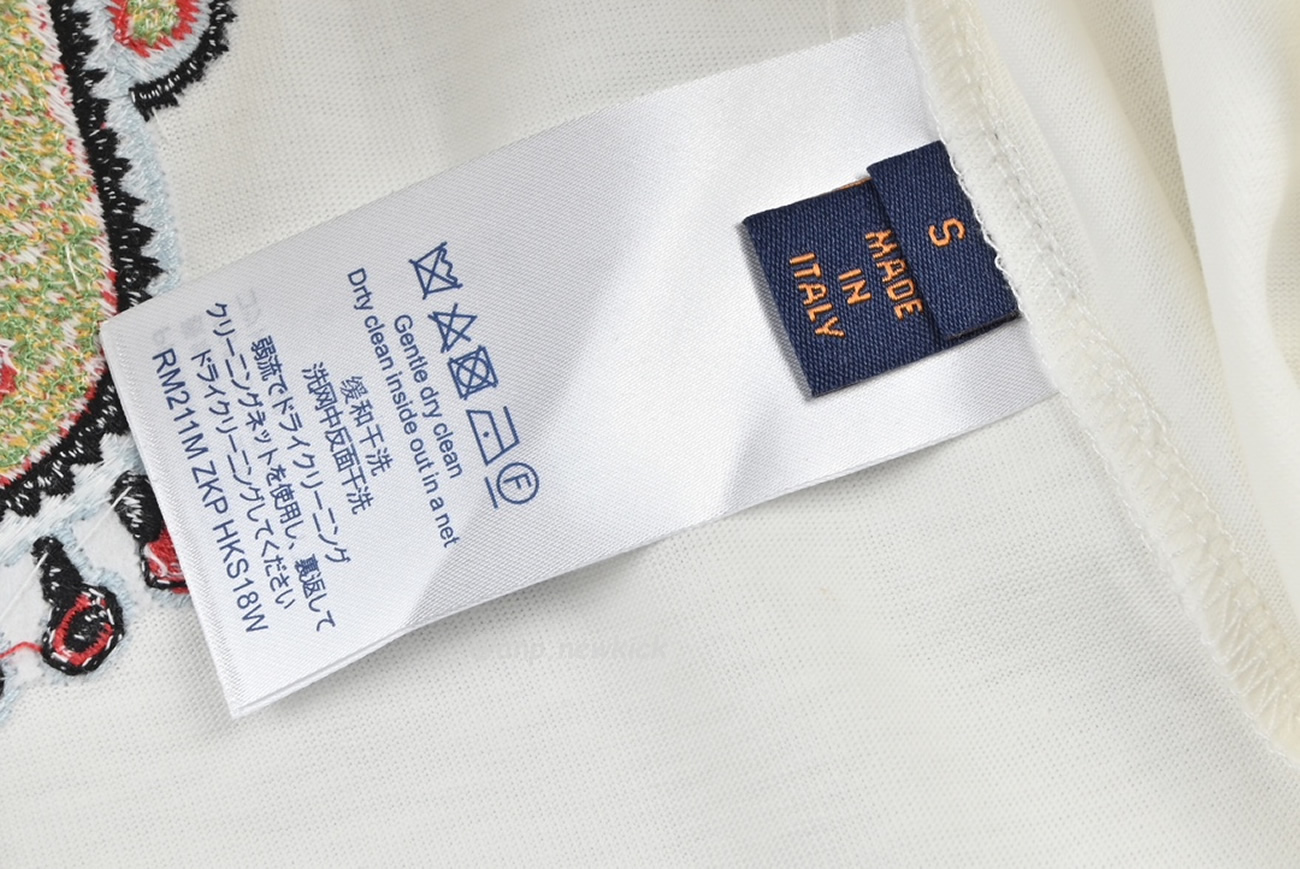 S
MADE
IN
ITALY
F
Gentle dry clean
Drty clean inside out in a net
缓和干洗
洗网中反面干洗
弱流でドライクリーニング
クリーニングネットを使用し、裏返して
ドライクリーニングしてください
RM211M ZKP HKS18W